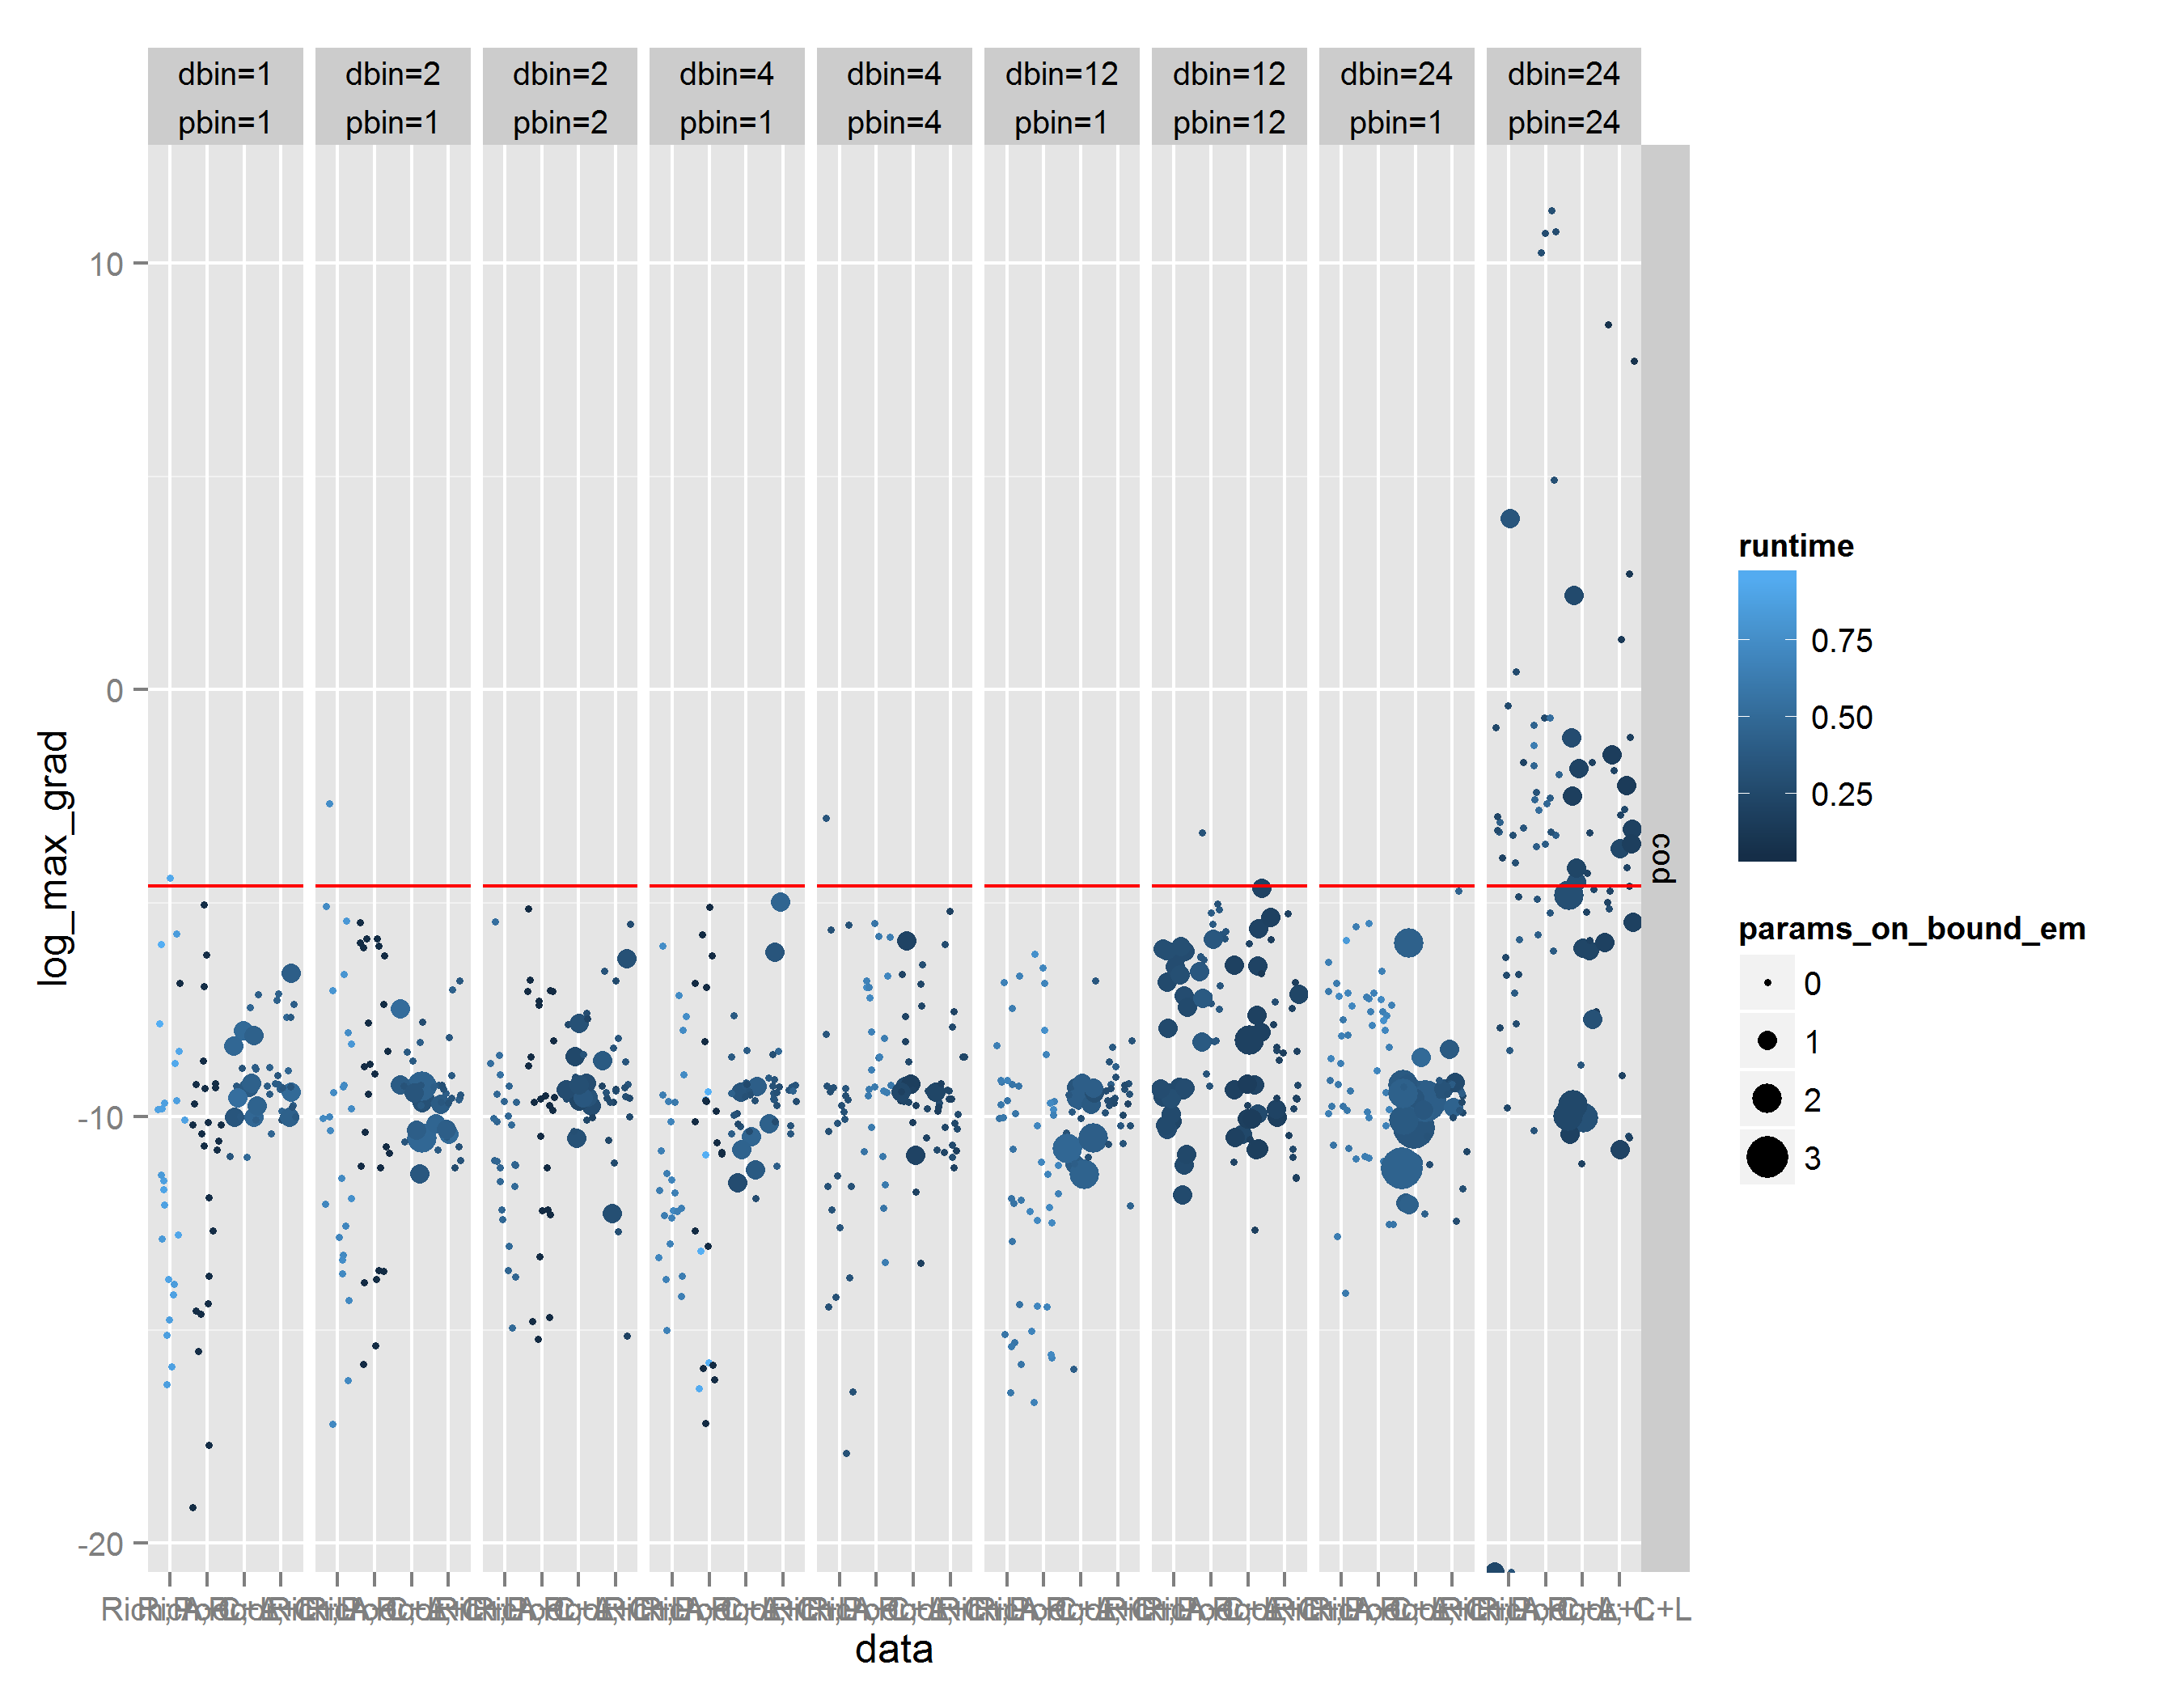 dbin=1 dbin=2 dbin=2 dbin=4 dbin=4 dbin=12 dbin=12 dbin=24 dbin=24
pbin=1 pbin=1 pbin=2 pbin=1 pbin=4 pbin=1 pbin=12 pbin=1 pbin=24
10
0
-10
-20
log_max_grad
cod
data
runtime
0.75
0.50
0.25
params_on_bound_em
0
1
2
3